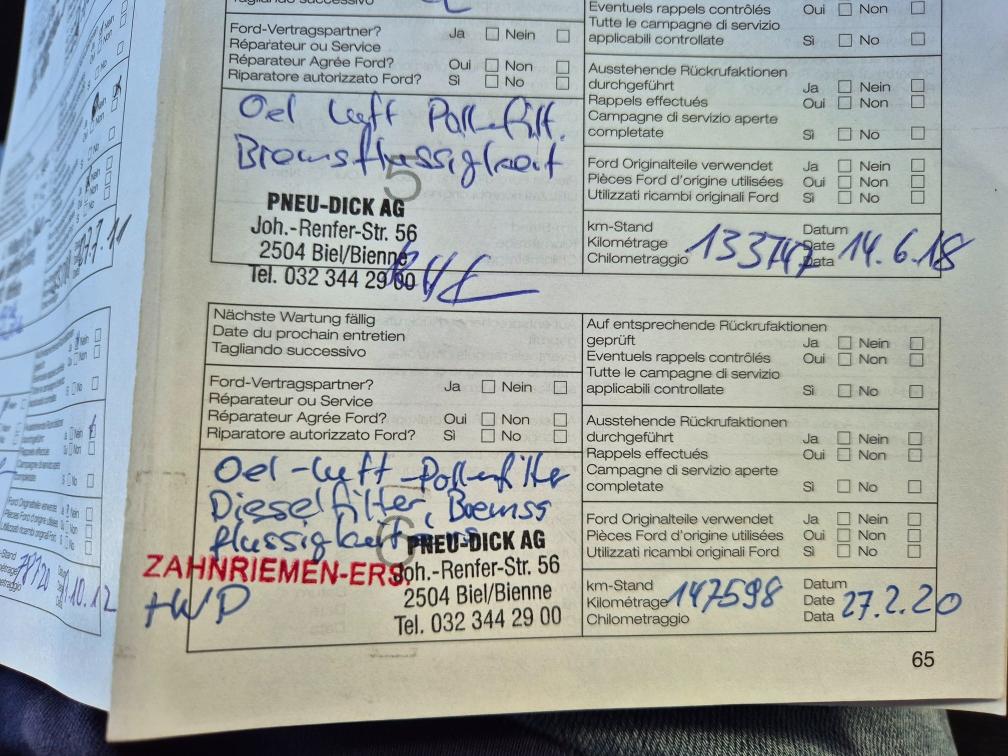 Tagliando successivo
Ford-Vertragspartner? Ja Nein
Réparateur ou Service
Réparateur Agrée Ford? Oui Non
Riparatore autorizzato Ford? Sì No
Oel Luft Pollenfilt.
Bremsflussigkeit
5
PNEU-DICK AG
Joh.-Renfer-Str. 56
2504 Biel/Bienne
Tel. 032 344 29 00
Eventuels rappels contrôlés Oui Non
Tutte le campagne di servizio
applicabili controllate Sì No
Ausstehende Rückrufaktionen
durchgeführt Ja Nein
Rappels effectués Oui Non
Campagne di servizio aperte
completate Sì No
Ford Originalteile verwendet Ja Nein
Pièces Ford d'origine utilisées Oui Non
Utilizzati ricambi originali Ford Sì No
km-Stand Datum
Kilométrage 133747 Date 14.6.18
Chilometraggio Data
Nächste Wartung fällig
Date du prochain entretien
Tagliando successivo
Ford-Vertragspartner? Ja Nein
Réparateur ou Service
Réparateur Agrée Ford? Oui Non
Riparatore autorizzato Ford? Sì No
Oel-Luft-Pollenfilter
Dieselfilter, Bremss
flussigkeit
6
PNEU-DICK AG
ZAHNRIEMEN-ERS.
Joh.-Renfer-Str. 56
+WP
2504 Biel/Bienne
Tel. 032 344 29 00
Auf entsprechende Rückrufaktionen
geprüft Ja Nein
Eventuels rappels contrôlés Oui Non
Tutte le campagne di servizio
applicabili controllate Sì No
Ausstehende Rückrufaktionen
durchgeführt Ja Nein
Rappels effectués Oui Non
Campagne di servizio aperte
completate Sì No
Ford Originalteile verwendet Ja Nein
Pièces Ford d'origine utilisées Oui Non
Utilizzati ricambi originali Ford Sì No
km-Stand Datum
Kilométrage 147598 Date 27.2.20
Chilometraggio Data
65